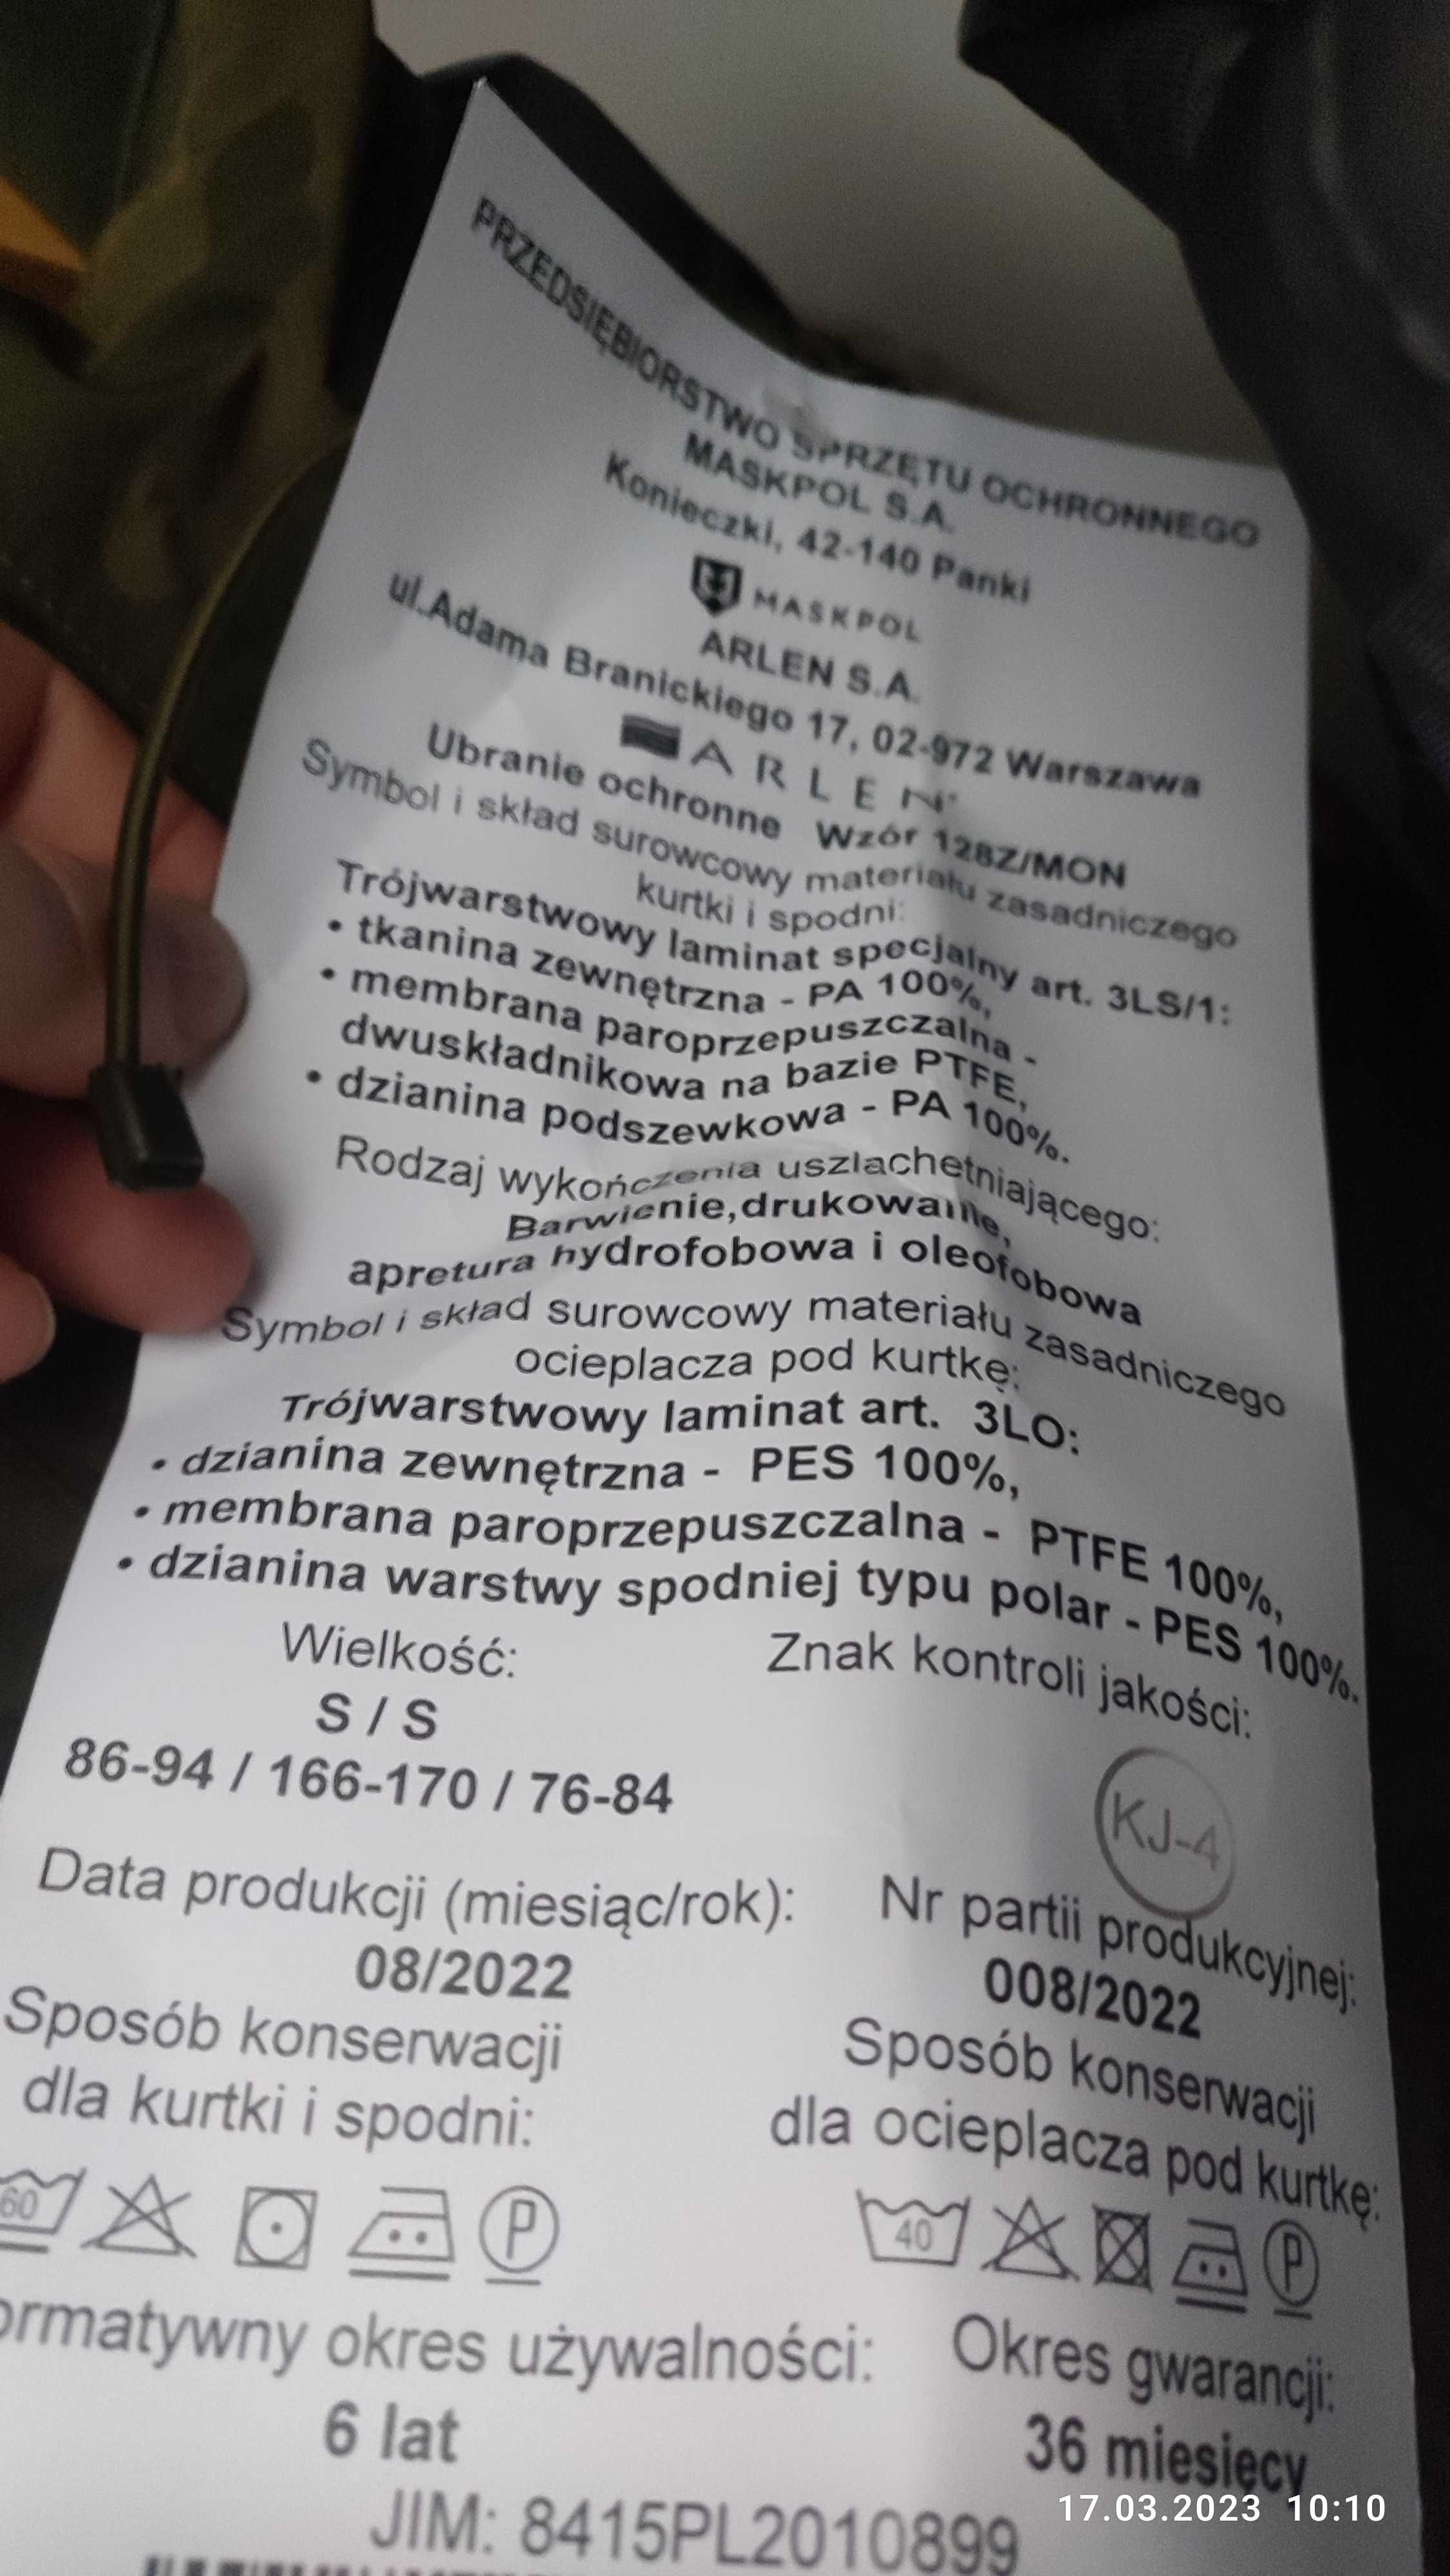 PRZEDSIĘBIORSTWO SPRZĘTU OCHRONNEGO
MASKPOL S.A.
Konieczki, 42-140 Panki
MASKPOL
ARLEN S.A.
ul.Adama Branickiego 17, 02-972 Warszawa
ARLEN
Ubranie ochronne Wzór 128Z/MON
Symbol i skład surowcowy materiału zasadniczego
kurtki i spodni:
Trójwarstwowy laminat specjalny art. 3LS/1:
• tkanina zewnętrzna - PA 100%,
• membrana paroprzepuszczalna -
dwuskładnikowa na bazie PTFE,
• dzianina podszewkowa - PA 100%.
Rodzaj wykończenia uszlachetniającego:
Barwienie,drukowanie,
apretura hydrofobowa i oleofobowa
Symbol i skład surowcowy materiału zasadniczego
ocieplacza pod kurtkę:
Trójwarstwowy laminat art. 3LO:
• dzianina zewnętrzna - PES 100%,
• membrana paroprzepuszczalna - PTFE 100%,
• dzianina warstwy spodniej typu polar - PES 100%.
Wielkość: Znak kontroli jakości:
S / S
86-94 / 166-170 / 76-84
KJ-4
Data produkcji (miesiąc/rok): Nr partii produkcyjnej:
08/2022 008/2022
Sposób konserwacji Sposób konserwacji
dla kurtki i spodni: dla ocieplacza pod kurtkę:
60 P 40 P
ormatywny okres używalności: Okres gwarancji:
6 lat 36 miesięcy
JIM: 8415PL2010899
17.03.2023 10:10